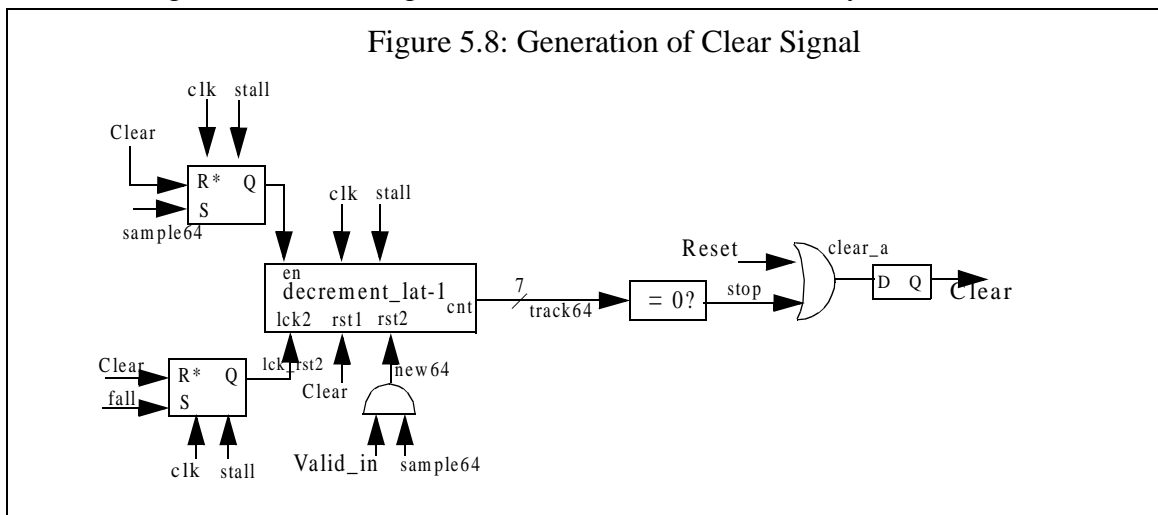 Figure 5.8: Generation of Clear Signal
clk stall
Clear
R* Q
S
sample64
clk stall
en
decrement_lat-1
cnt
lck2 rst1 rst2
7
track64
= 0?
stop
Reset
clear_a
D Q
Clear
Clear
fall
R* Q
S
lck_rst2
Clear
new64
clk stall
Valid_in sample64